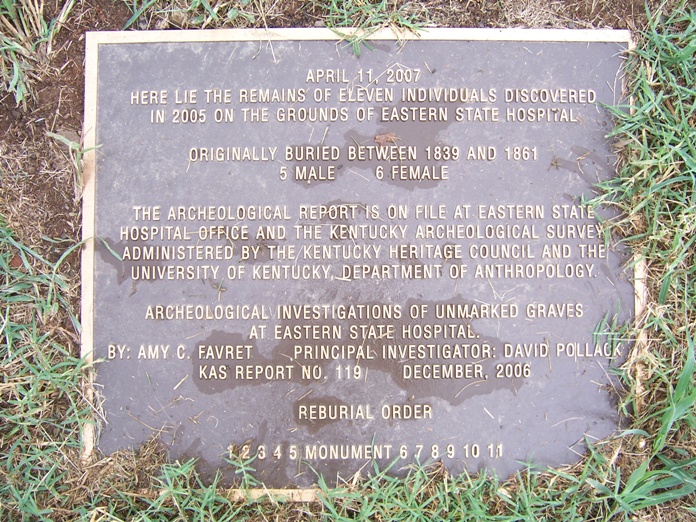 APRIL 11, 2007
HERE LIE THE REMAINS OF ELEVEN INDIVIDUALS DISCOVERED
IN 2005 ON THE GROUNDS OF EASTERN STATE HOSPITAL
ORIGINALLY BURIED BETWEEN 1839 AND 1861
5 MALE 6 FEMALE
THE ARCHEOLOGICAL REPORT IS ON FILE AT EASTERN STATE
HOSPITAL OFFICE AND THE KENTUCKY ARCHEOLOGICAL SURVEY
ADMINISTERED BY THE KENTUCKY HERITAGE COUNCIL AND THE
UNIVERSITY OF KENTUCKY, DEPARTMENT OF ANTHROPOLOGY.
ARCHEOLOGICAL INVESTIGATIONS OF UNMARKED GRAVES
AT EASTERN STATE HOSPITAL.
BY: AMY C. FAVRET PRINCIPAL INVESTIGATOR: DAVID POLLACK
KAS REPORT NO. 119 DECEMBER, 2006
REBURIAL ORDER
1 2 3 4 5 MONUMENT 6 7 8 9 10 11